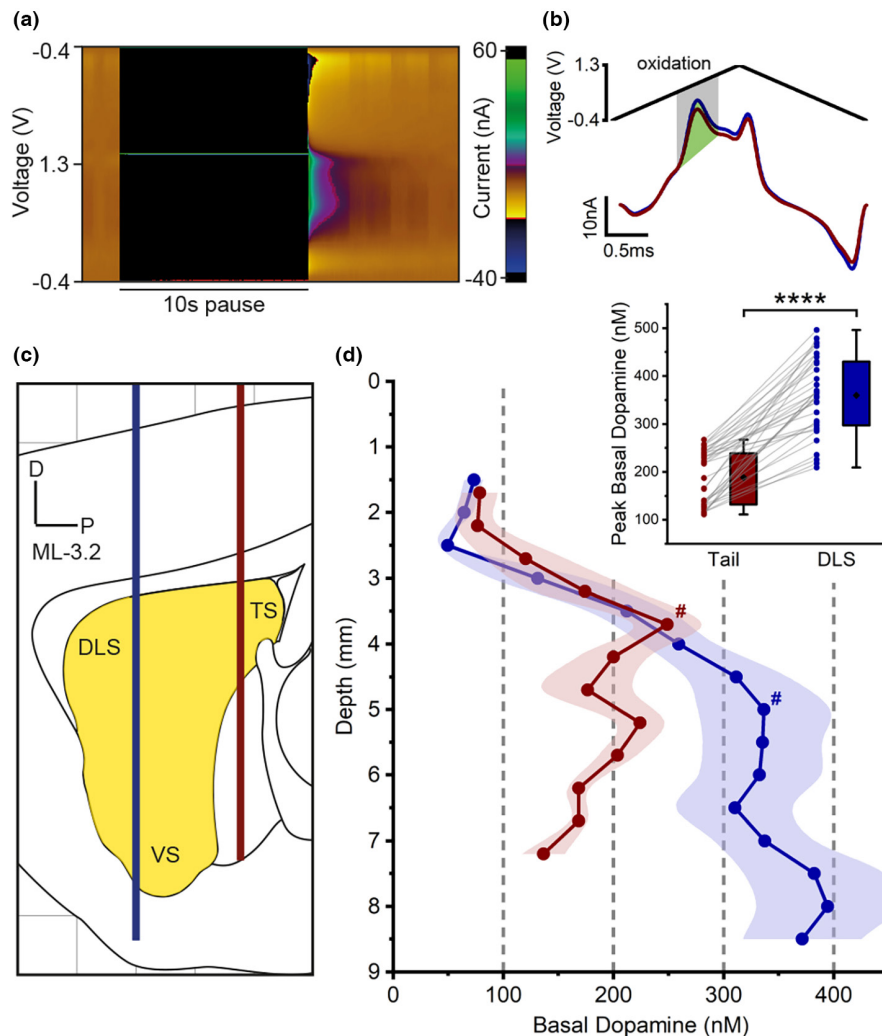 (a)
-0.4
1.3
-0.4
Voltage (V)
10s pause
60
-40
Current (nA)
(b)
1.3
-0.4
Voltage (V)
oxidation
10nA
0.5ms
****
500
400
300
200
100
Peak Basal Dopamine (nM)
Tail
DLS
(c)
D
P
ML-3.2
DLS
TS
VS
(d)
0
1
2
3
4
5
6
7
8
9
Depth (mm)
#
#
0
100
200
300
400
Basal Dopamine (nM)